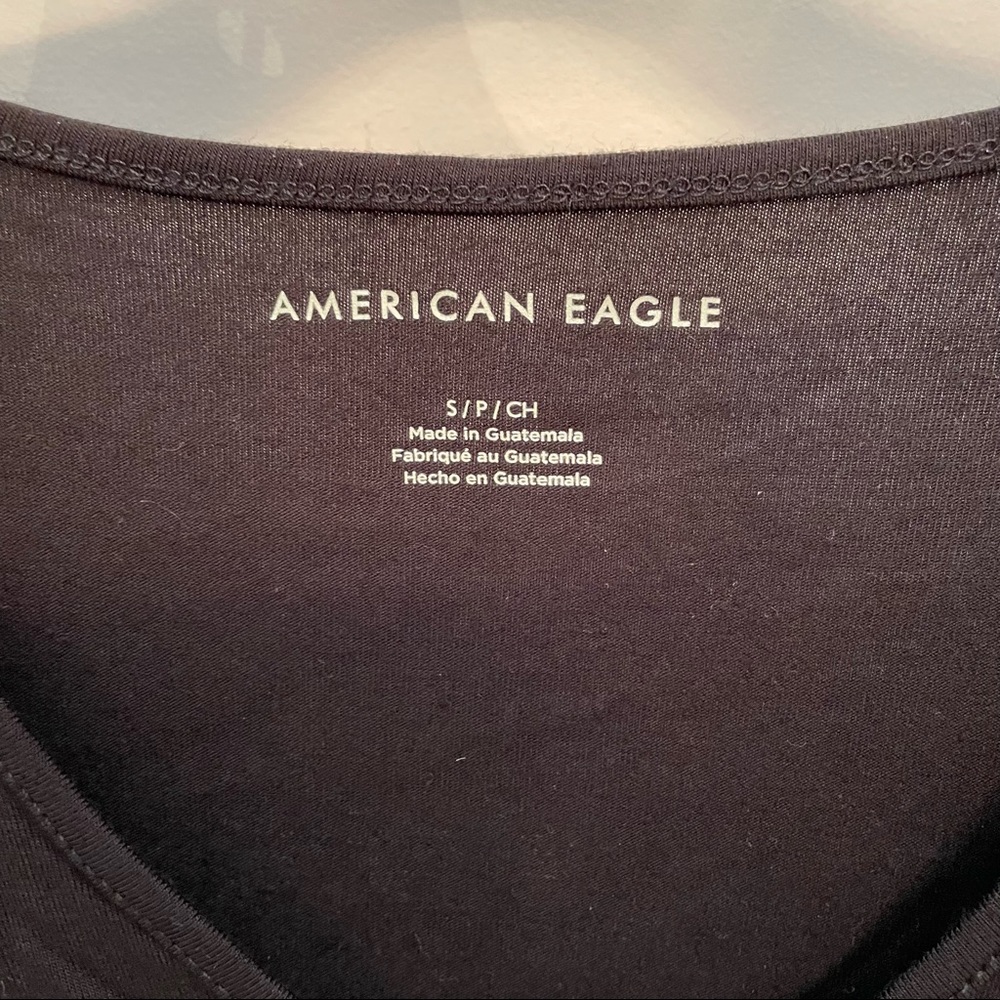 AMERICAN EAGLE
S / P / CH
Made in Guatemala
Fabriqué au Guatemala
Hecho en Guatemala